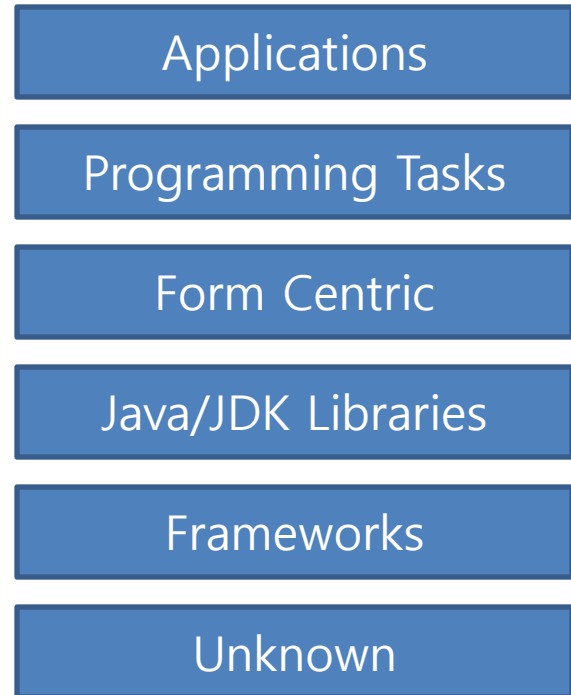 Applications
Programming Tasks
Form Centric
Java/JDK Libraries
Frameworks
Unknown